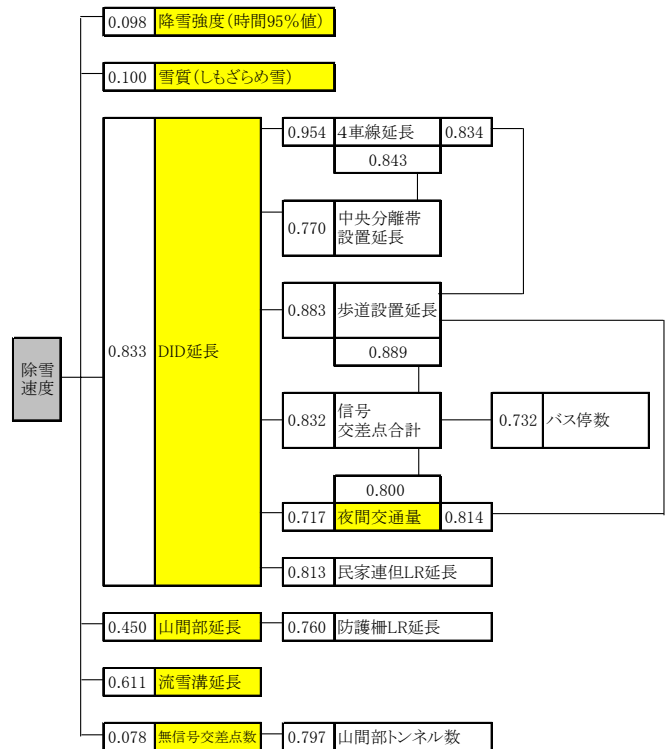 0.098 降雪強度(時間95%値)
0.100 雪質(しもざらめ雪)
0.954 4車線延長 0.834
0.843
0.770 中央分離帯
設置延長
0.883 歩道設置延長
0.889
除雪
速度
0.833 DID延長
0.832 信号
交差点合計
0.732 バス停数
0.800
0.717 夜間交通量 0.814
0.813 民家連但LR延長
0.450 山間部延長 0.760 防護柵LR延長
0.611 流雪溝延長
0.078 無信号交差点数 0.797 山間部トンネル数